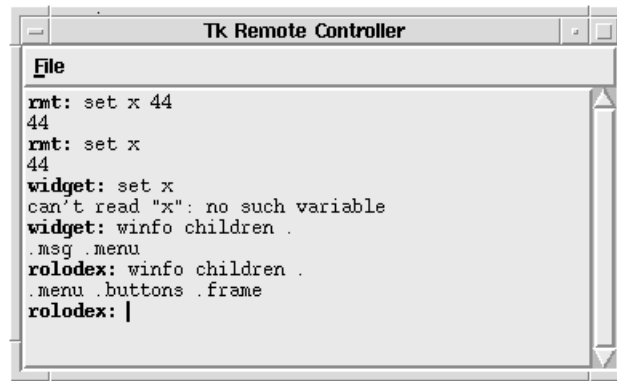 Tk Remote Controller
File
rmt: set x 44
44
rmt: set x
44
widget: set x
can't read "x": no such variable
widget: winfo children .
.msg .menu
rolodex: winfo children .
.menu .buttons .frame
rolodex: